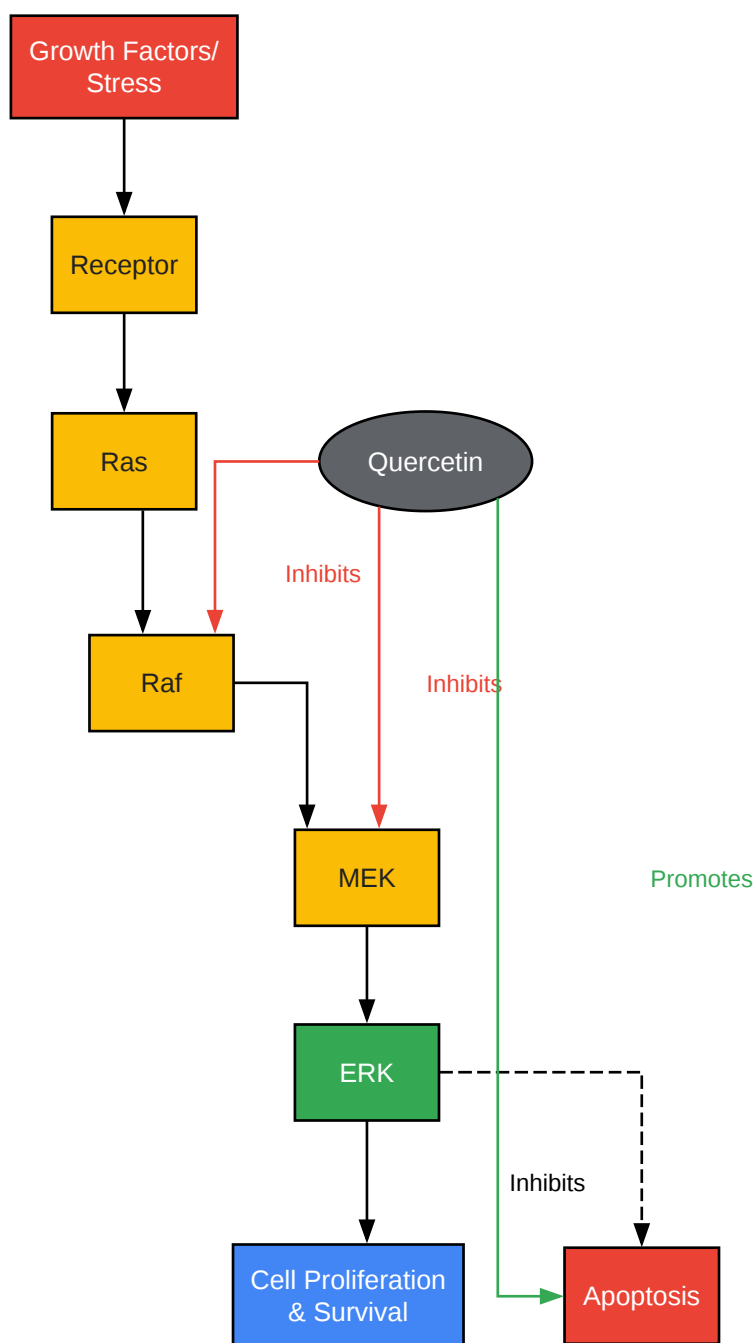 Growth Factors/
Stress
Receptor
Ras
Quercetin
Inhibits
Raf
Inhibits
MEK
Promotes
ERK
Inhibits
Cell Proliferation
& Survival
Apoptosis